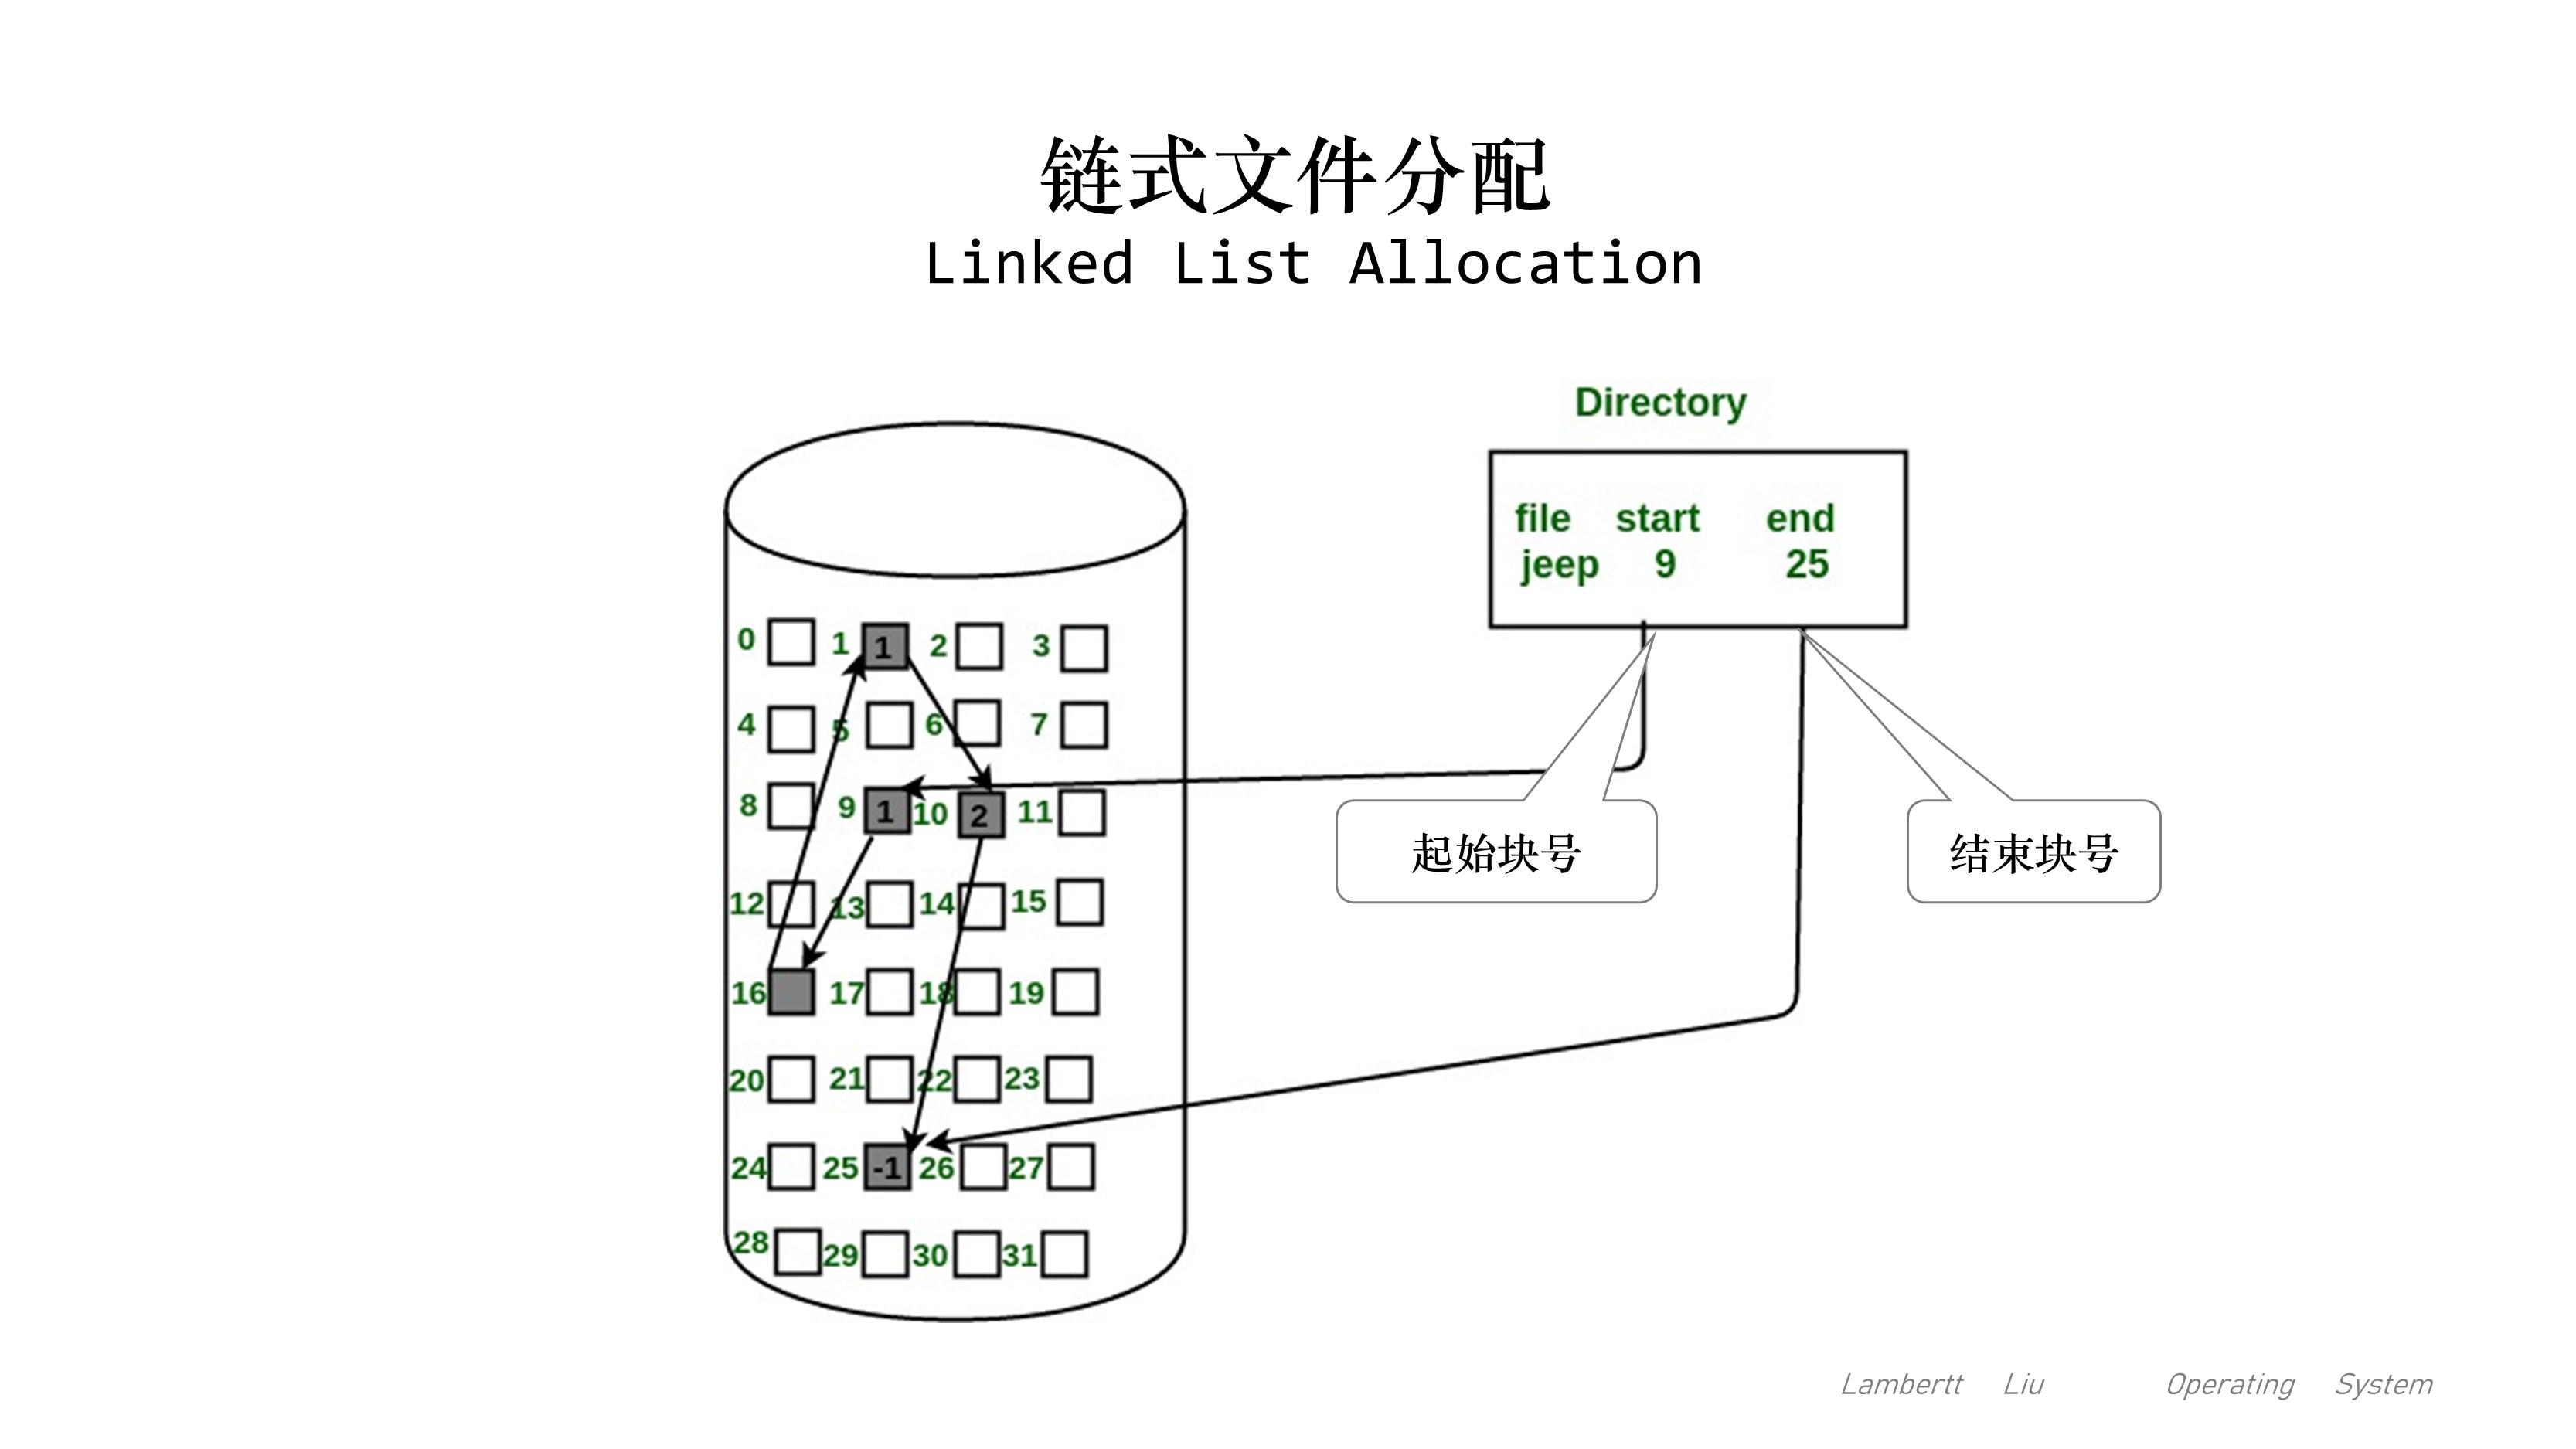 链式文件分配
Linked List Allocation
Directory
file start end
jeep 9 25
0 1 1 2 3
4 5 6 7
8 9 1 10 2 11
12 13 14 15
16 17 18 19
20 21 22 23
24 25 -1 26 27
28 29 30 31
起始块号
结束块号
Lambertt Liu Operating System